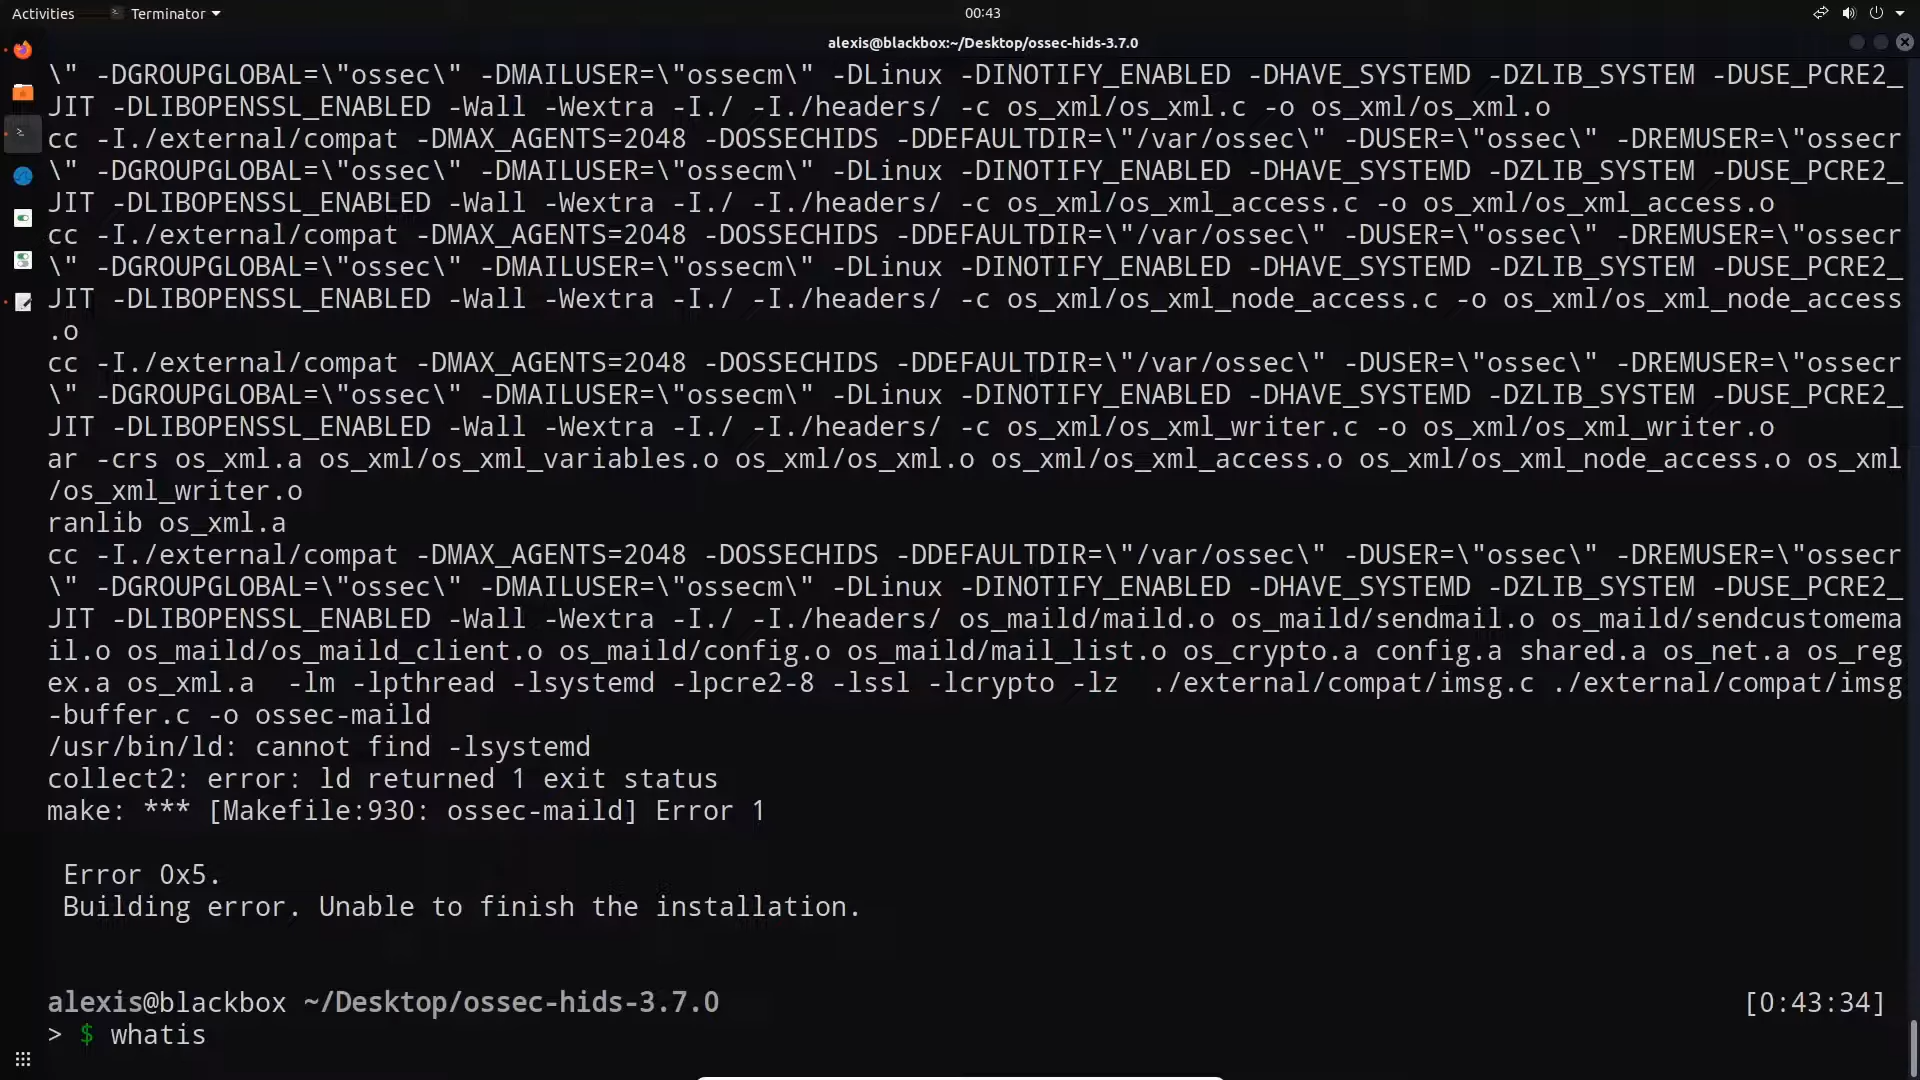 Activities
Terminator
00:43
alexis@blackbox:~/Desktop/ossec-hids-3.7.0
\" -DGROUPGLOBAL=\"ossec\" -DMAILUSER=\"ossecm\" -DLinux -DINOTIFY_ENABLED -DHAVE_SYSTEMD -DZLIB_SYSTEM -DUSE_PCRE2_
JIT -DLIBOPENSSL_ENABLED -Wall -Wextra -I./ -I./headers/ -c os_xml/os_xml.c -o os_xml/os_xml.o
cc -I./external/compat -DMAX_AGENTS=2048 -DOSSECHIDS -DDEFAULTDIR=\"/var/ossec\" -DUSER=\"ossec\" -DREMUSER=\"ossecr
\" -DGROUPGLOBAL=\"ossec\" -DMAILUSER=\"ossecm\" -DLinux -DINOTIFY_ENABLED -DHAVE_SYSTEMD -DZLIB_SYSTEM -DUSE_PCRE2_
JIT -DLIBOPENSSL_ENABLED -Wall -Wextra -I./ -I./headers/ -c os_xml/os_xml_access.c -o os_xml/os_xml_access.o
cc -I./external/compat -DMAX_AGENTS=2048 -DOSSECHIDS -DDEFAULTDIR=\"/var/ossec\" -DUSER=\"ossec\" -DREMUSER=\"ossecr
\" -DGROUPGLOBAL=\"ossec\" -DMAILUSER=\"ossecm\" -DLinux -DINOTIFY_ENABLED -DHAVE_SYSTEMD -DZLIB_SYSTEM -DUSE_PCRE2_
JIT -DLIBOPENSSL_ENABLED -Wall -Wextra -I./ -I./headers/ -c os_xml/os_xml_node_access.c -o os_xml/os_xml_node_access
.o
cc -I./external/compat -DMAX_AGENTS=2048 -DOSSECHIDS -DDEFAULTDIR=\"/var/ossec\" -DUSER=\"ossec\" -DREMUSER=\"ossecr
\" -DGROUPGLOBAL=\"ossec\" -DMAILUSER=\"ossecm\" -DLinux -DINOTIFY_ENABLED -DHAVE_SYSTEMD -DZLIB_SYSTEM -DUSE_PCRE2_
JIT -DLIBOPENSSL_ENABLED -Wall -Wextra -I./ -I./headers/ -c os_xml/os_xml_writer.c -o os_xml/os_xml_writer.o
ar -crs os_xml.a os_xml/os_xml_variables.o os_xml/os_xml.o os_xml/os_xml_access.o os_xml/os_xml_node_access.o os_xml
/os_xml_writer.o
ranlib os_xml.a
cc -I./external/compat -DMAX_AGENTS=2048 -DOSSECHIDS -DDEFAULTDIR=\"/var/ossec\" -DUSER=\"ossec\" -DREMUSER=\"ossecr
\" -DGROUPGLOBAL=\"ossec\" -DMAILUSER=\"ossecm\" -DLinux -DINOTIFY_ENABLED -DHAVE_SYSTEMD -DZLIB_SYSTEM -DUSE_PCRE2_
JIT -DLIBOPENSSL_ENABLED -Wall -Wextra -I./ -I./headers/ os_maild/maild.o os_maild/sendmail.o os_maild/sendcustomema
il.o os_maild/os_maild_client.o os_maild/config.o os_maild/mail_list.o os_crypto.a config.a shared.a os_net.a os_reg
ex.a os_xml.a  -lm -lpthread -lsystemd -lpcre2-8 -lssl -lcrypto -lz  ./external/compat/imsg.c ./external/compat/imsg
-buffer.c -o ossec-maild
/usr/bin/ld: cannot find -lsystemd
collect2: error: ld returned 1 exit status
make: *** [Makefile:930: ossec-maild] Error 1
Error 0x5.
Building error. Unable to finish the installation.
alexis@blackbox ~/Desktop/ossec-hids-3.7.0 [0:43:34]
> $ whatis